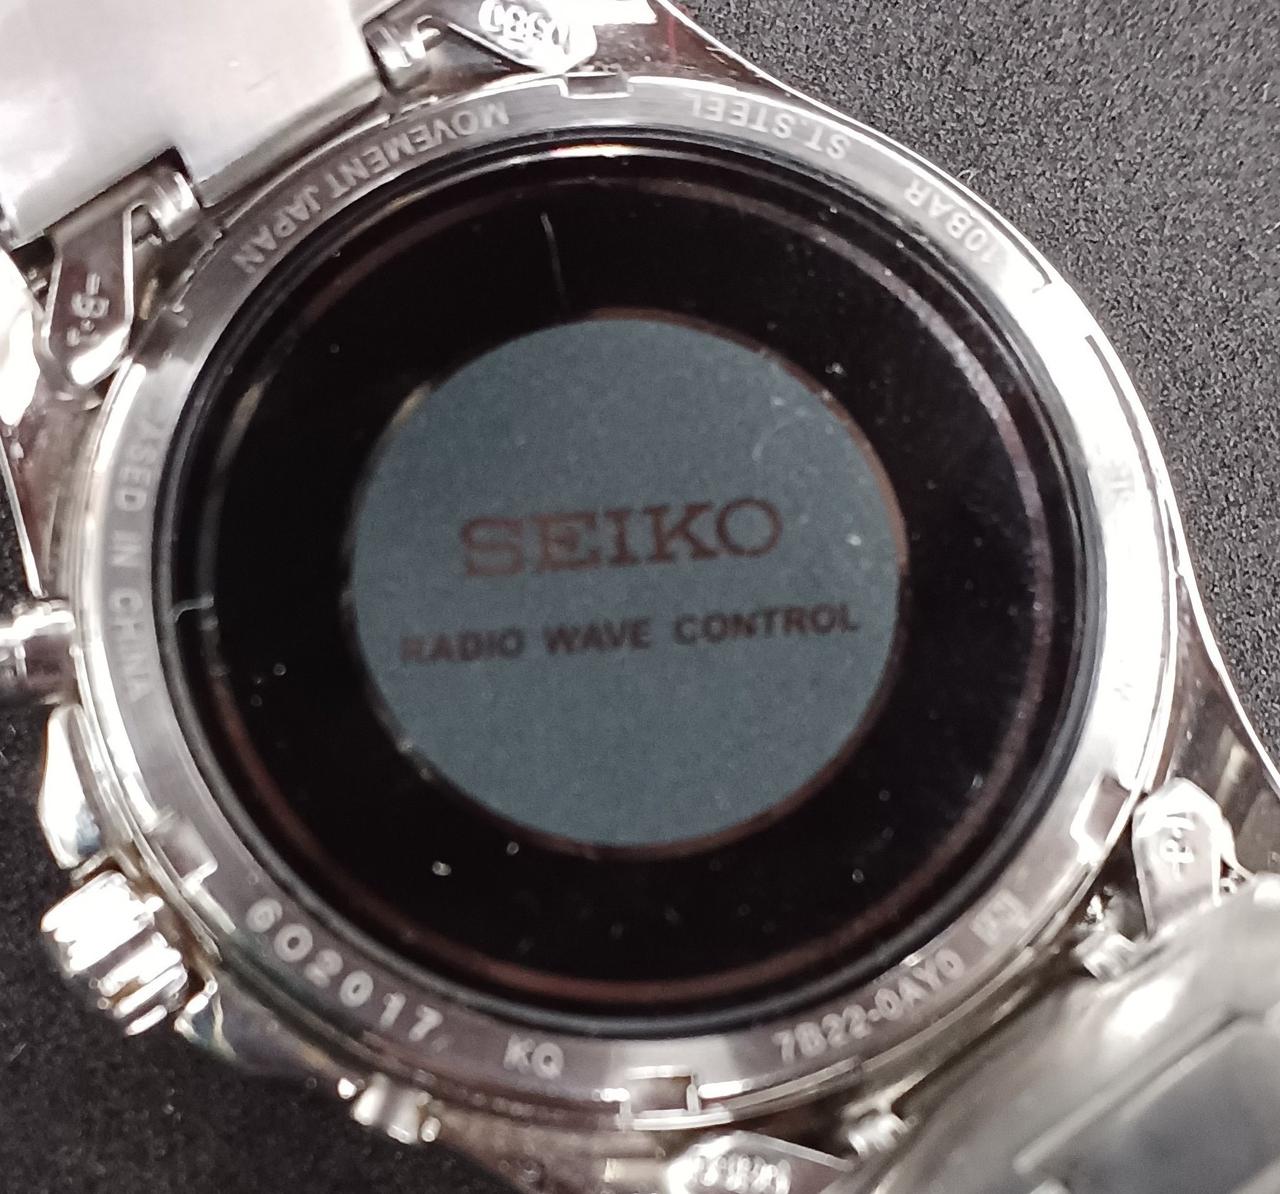 SEIKO
RADIO WAVE CONTROL
ST.STEEL
10BAR
7B22-0AY0
KQ
602017
CASED IN CHINA
MOVEMENT JAPAN